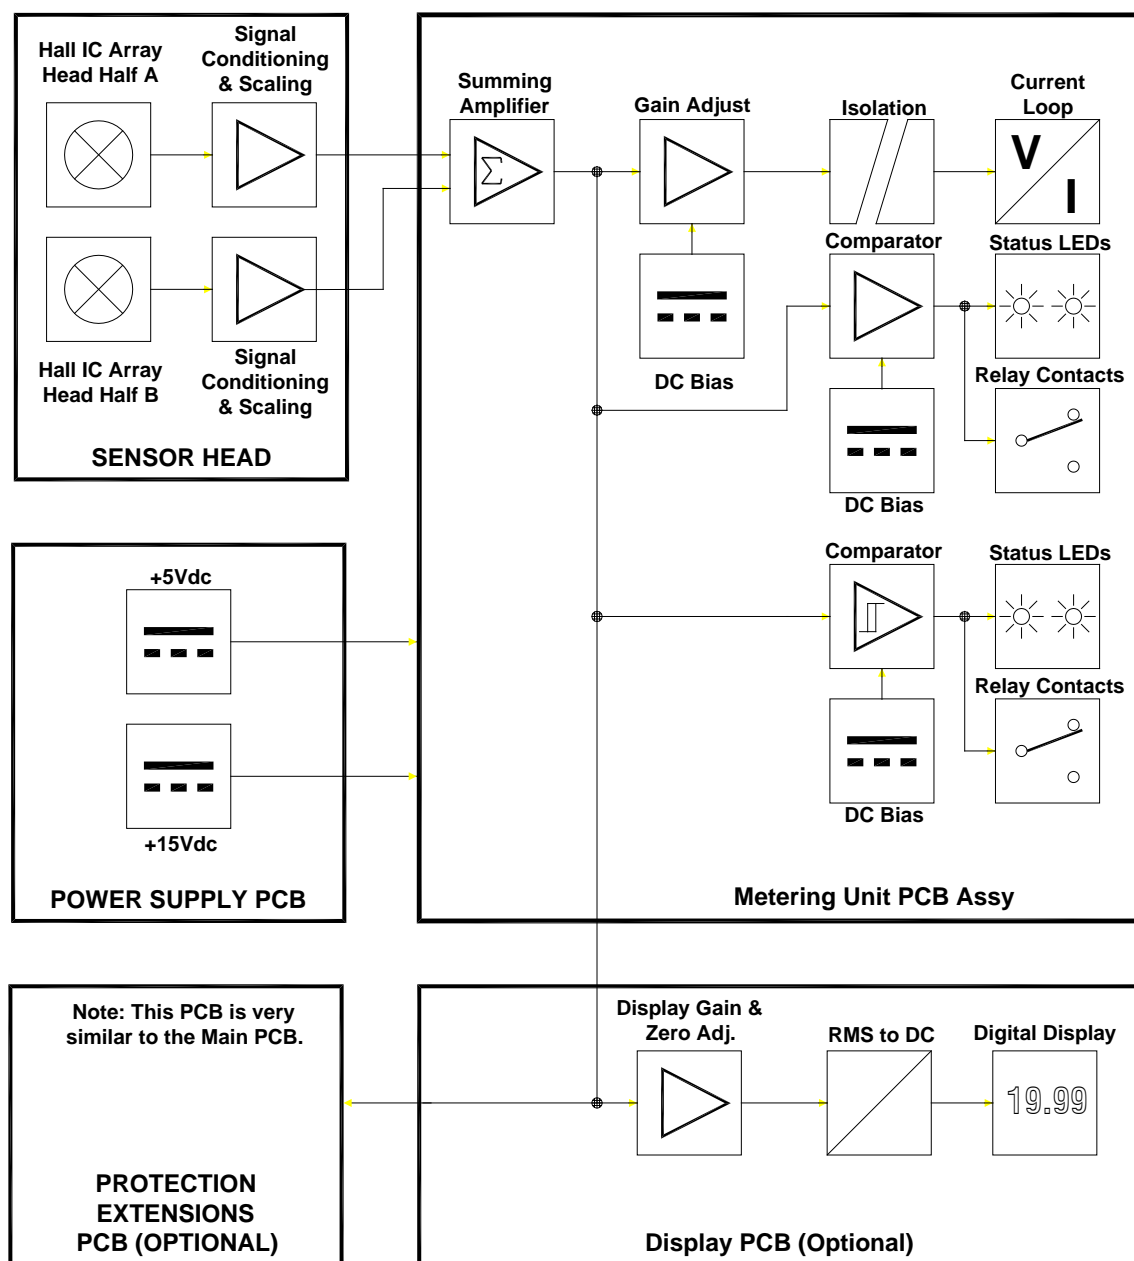 Hall IC Array
Head Half A
Signal
Conditioning
& Scaling
Hall IC Array
Head Half B
Signal
Conditioning
& Scaling
SENSOR HEAD
Summing
Amplifier
Σ
Gain Adjust
DC Bias
Isolation
Current
Loop
V
I
Comparator
DC Bias
Status LEDs
Relay Contacts
Comparator
DC Bias
Status LEDs
Relay Contacts
Metering Unit PCB Assy
+5Vdc
+15Vdc
POWER SUPPLY PCB
Note: This PCB is very
similar to the Main PCB.
PROTECTION
EXTENSIONS
PCB (OPTIONAL)
Display Gain &
Zero Adj.
RMS to DC
Digital Display
19.99
Display PCB (Optional)